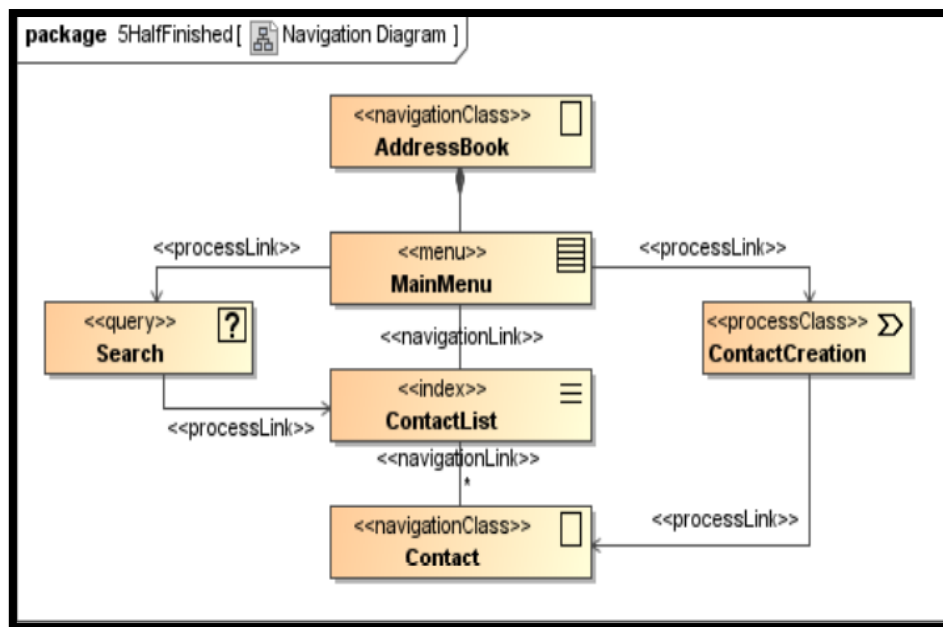 package 5HalfFinished [ Navigation Diagram ]
<<navigationClass>>
AddressBook
<<processLink>>
<<menu>>
MainMenu
<<processLink>>
<<query>>
?
Search
<<navigationLink>>
<<processClass>>
ContactCreation
<<index>>
ContactList
<<processLink>>
<<navigationLink>>
*
<<navigationClass>>
Contact
<<processLink>>